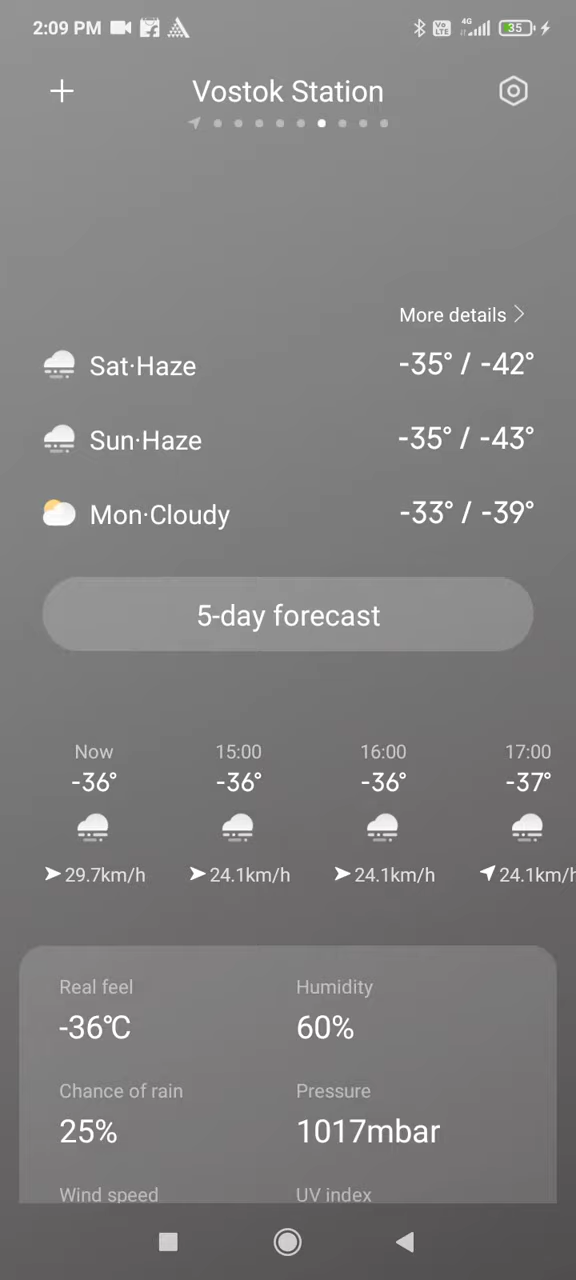 2:09 PM Vo LTE 4G 35
Vostok Station
More details
Sat·Haze -35° / -42°
Sun·Haze -35° / -43°
Mon·Cloudy -33° / -39°
5-day forecast
Now 15:00 16:00 17:00
-36° -36° -36° -37°
29.7km/h 24.1km/h 24.1km/h 24.1km/h
Real feel Humidity
-36℃ 60%
Chance of rain Pressure
25% 1017mbar
Wind speed UV index